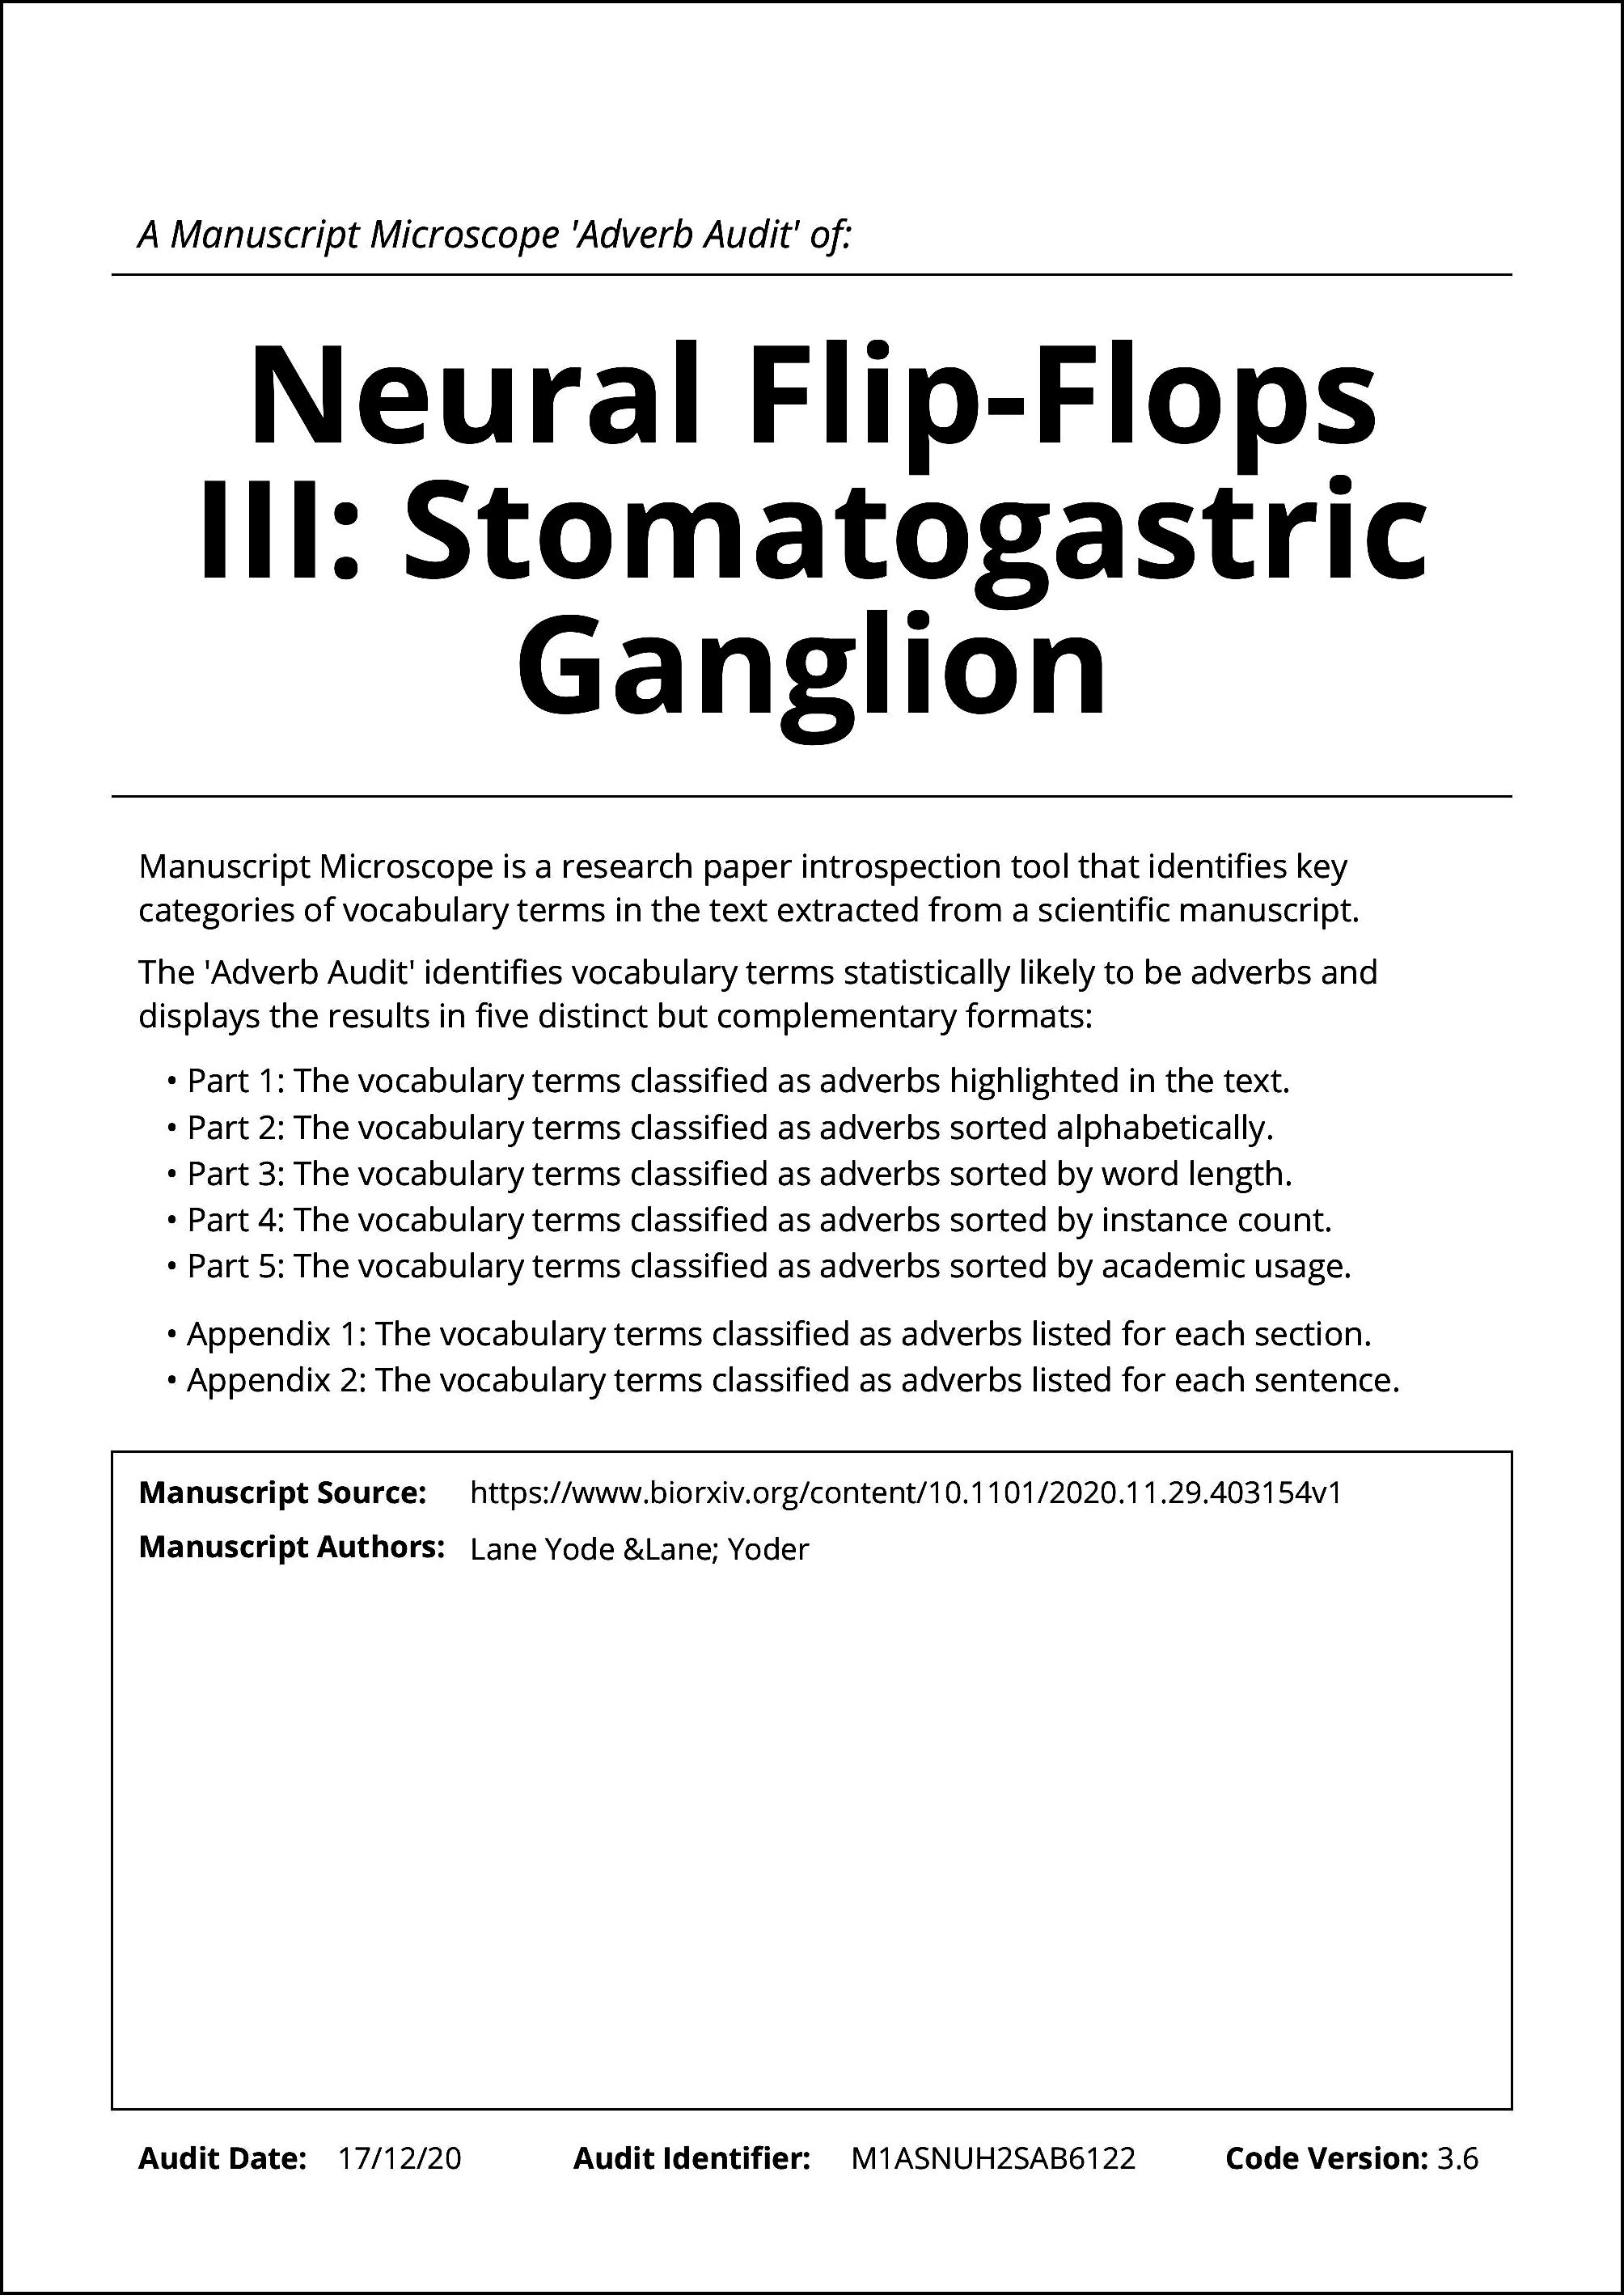 A Manuscript Microscope 'Adverb Audit' of:
Neural Flip-Flops
III: Stomatogastric
Ganglion
Manuscript Microscope is a research paper introspection tool that identifies key
categories of vocabulary terms in the text extracted from a scientific manuscript.
The 'Adverb Audit' identifies vocabulary terms statistically likely to be adverbs and
displays the results in five distinct but complementary formats:
• Part 1: The vocabulary terms classified as adverbs highlighted in the text.
• Part 2: The vocabulary terms classified as adverbs sorted alphabetically.
• Part 3: The vocabulary terms classified as adverbs sorted by word length.
• Part 4: The vocabulary terms classified as adverbs sorted by instance count.
• Part 5: The vocabulary terms classified as adverbs sorted by academic usage.
• Appendix 1: The vocabulary terms classified as adverbs listed for each section.
• Appendix 2: The vocabulary terms classified as adverbs listed for each sentence.
Manuscript Source: https://www.biorxiv.org/content/10.1101/2020.11.29.403154v1
Manuscript Authors: Lane Yode &Lane; Yoder
Audit Date: 17/12/20 Audit Identifier: M1ASNUH2SAB6122 Code Version: 3.6